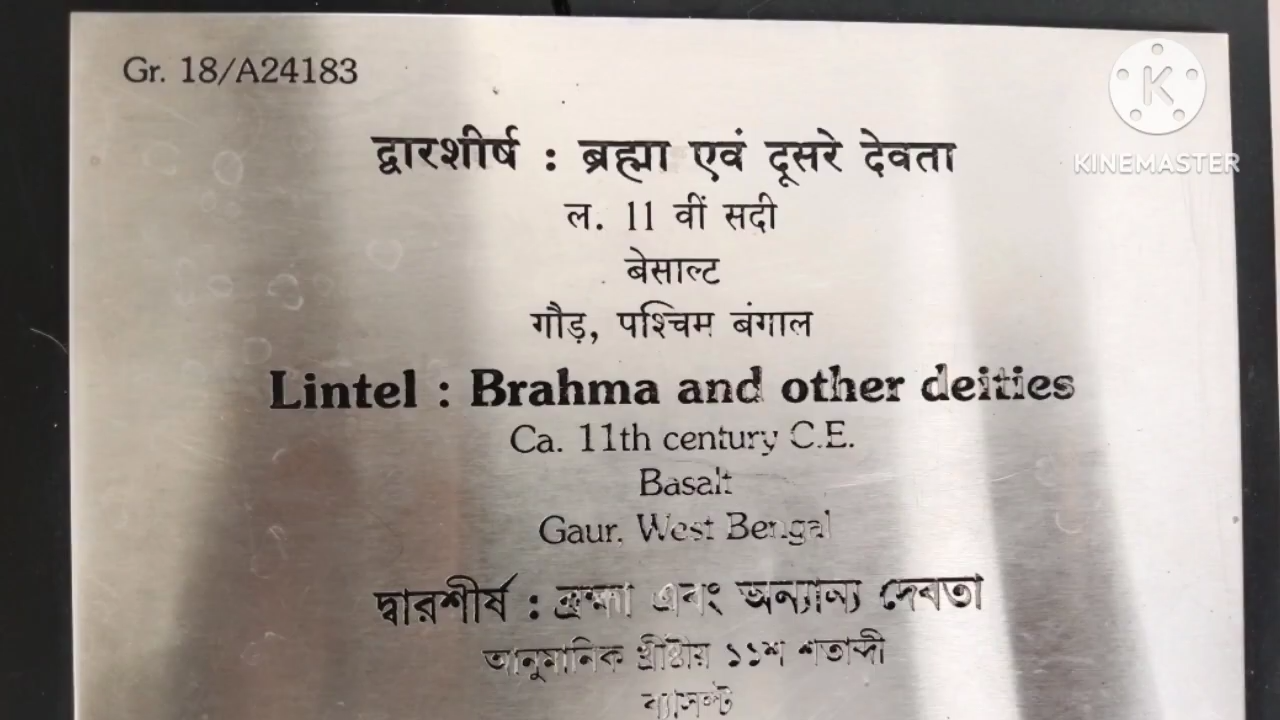 Gr. 18/A24183
K
KINEMASTER
द्वारशीर्ष : ब्रह्मा एवं दूसरे देवता
ल. 11 वीं सदी
बेसाल्ट
गौड़, पश्चिम बंगाल
Lintel : Brahma and other deities
Ca. 11th century C.E.
Basalt
Gaur, West Bengal
দ্বারশীর্ষ : ব্রহ্মা এবং অন্যান্য দেবতা
আনুমানিক খ্রীষ্টীয় ১১শ শতাব্দী
ব্যাসল্ট